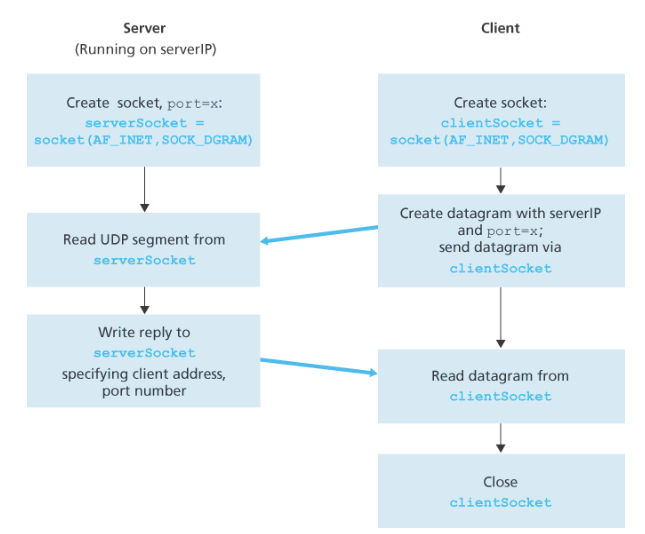 Server
(Running on serverIP)
Create socket, port=x:
serverSocket =
socket(AF_INET,SOCK_DGRAM)
Read UDP segment from
serverSocket
Write reply to
serverSocket
specifying client address,
port number
Client
Create socket:
clientSocket =
socket(AF_INET,SOCK_DGRAM)
Create datagram with serverIP
and port=x;
send datagram via
clientSocket
Read datagram from
clientSocket
Close
clientSocket